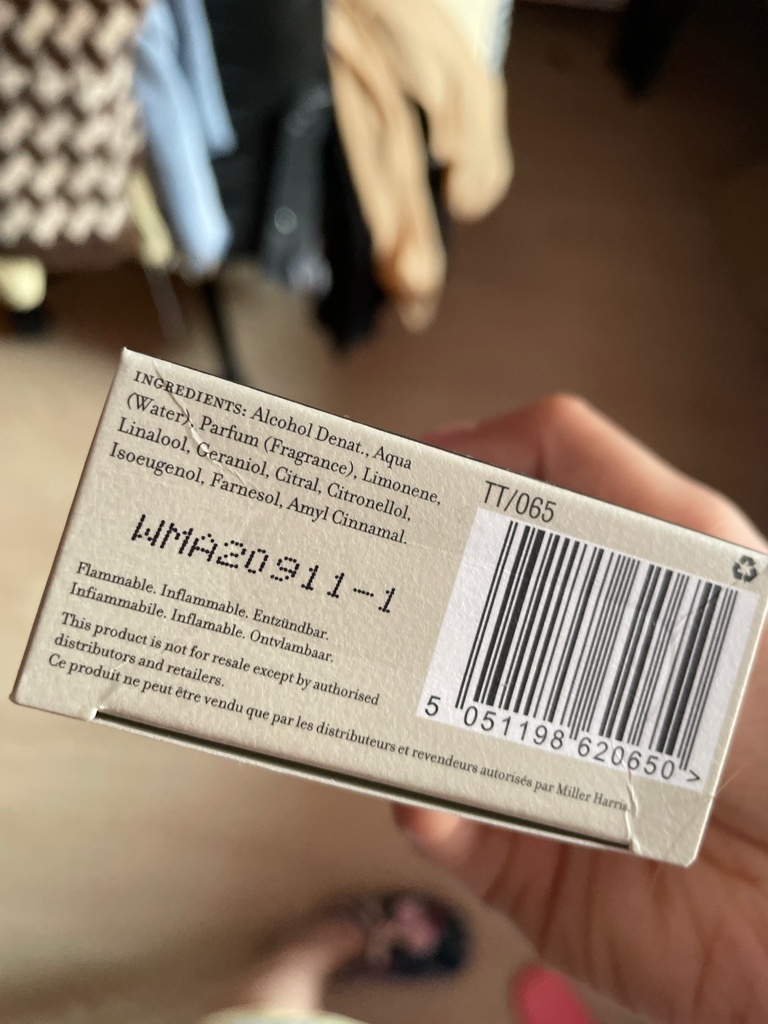 INGREDIENTS: Alcohol Denat., Aqua
(Water), Parfum (Fragrance), Limonene,
Linalool, Geraniol, Citral, Citronellol,
Isoeugenol, Farnesol, Amyl Cinnamal.
WMA20911-1
Flammable. Inflammable. Entzündbar.
Infiammabile. Inflamable. Ontvlambaar.
This product is not for resale except by authorised
distributors and retailers.
Ce produit ne peut être vendu que par les distributeurs et revendeurs autorisés par Miller Harris.
TT/065
5 051198 620650 >